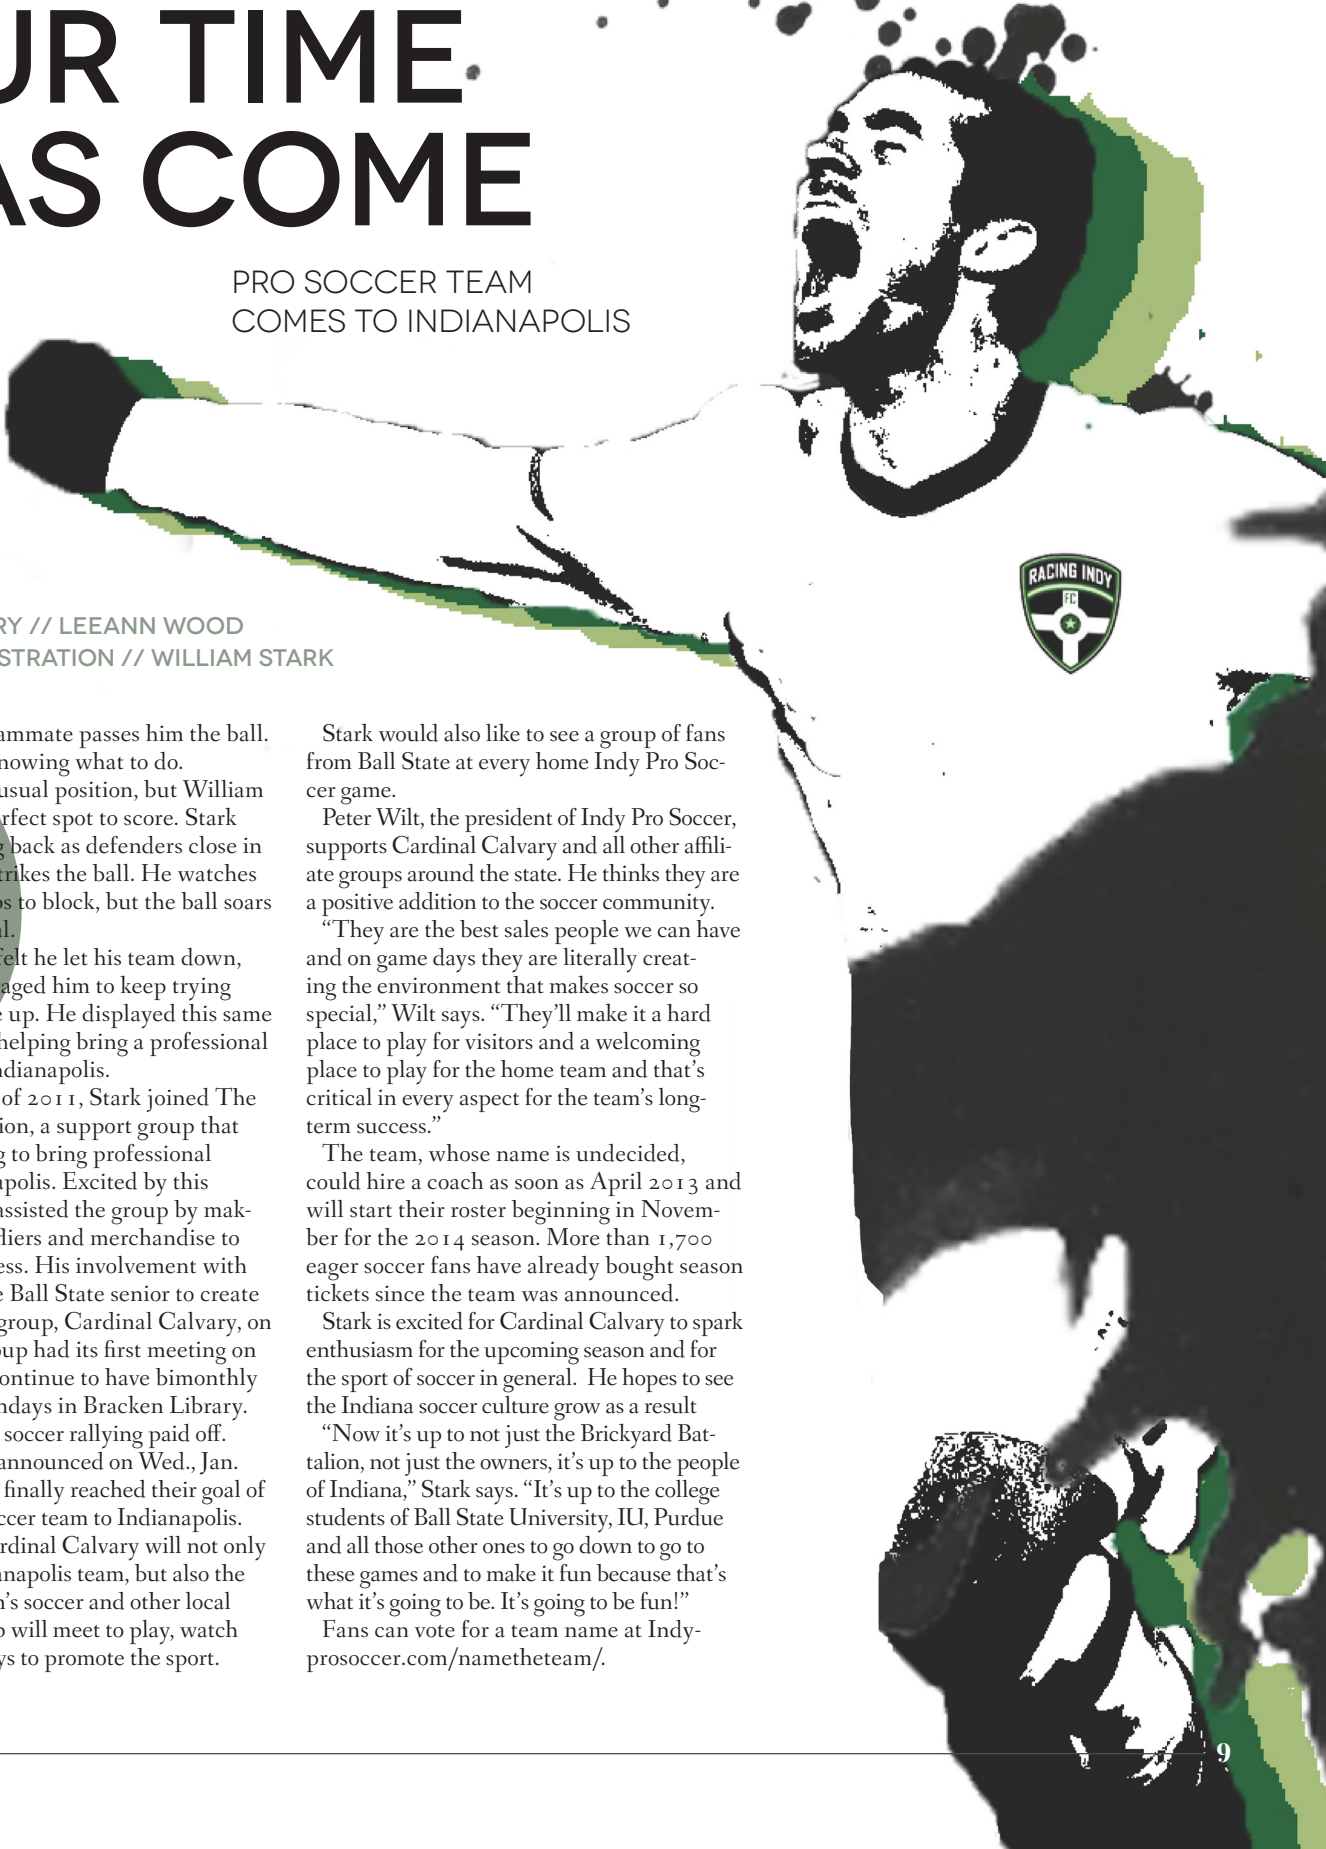 UR TIME
AS COME
PRO SOCCER TEAM
COMES TO INDIANAPOLIS
RACING INDY
FC
RY // LEEANN WOOD
STRATION // WILLIAM STARK
ammate passes him the ball.
nowing what to do.
usual position, but William
rfect spot to score. Stark
g back as defenders close in
trikes the ball. He watches
ps to block, but the ball soars
al.
felt he let his team down,
aged him to keep trying
e up. He displayed this same
helping bring a professional
ndianapolis.
of 2011, Stark joined The
ion, a support group that
g to bring professional
apolis. Excited by this
assisted the group by mak-
fliers and merchandise to
ess. His involvement with
e Ball State senior to create
group, Cardinal Calvary, on
oup had its first meeting on
ontinue to have bimonthly
ndays in Bracken Library.
soccer rallying paid off.
announced on Wed., Jan.
finally reached their goal of
ccer team to Indianapolis.
rdinal Calvary will not only
anapolis team, but also the
n's soccer and other local
p will meet to play, watch
ys to promote the sport.
Stark would also like to see a group of fans
from Ball State at every home Indy Pro Soc-
cer game.
Peter Wilt, the president of Indy Pro Soccer,
supports Cardinal Calvary and all other affili-
ate groups around the state. He thinks they are
a positive addition to the soccer community.
“They are the best sales people we can have
and on game days they are literally creat-
ing the environment that makes soccer so
special,” Wilt says. “They’ll make it a hard
place to play for visitors and a welcoming
place to play for the home team and that’s
critical in every aspect for the team’s long-
term success.”
The team, whose name is undecided,
could hire a coach as soon as April 2013 and
will start their roster beginning in Novem-
ber for the 2014 season. More than 1,700
eager soccer fans have already bought season
tickets since the team was announced.
Stark is excited for Cardinal Calvary to spark
enthusiasm for the upcoming season and for
the sport of soccer in general. He hopes to see
the Indiana soccer culture grow as a result
“Now it’s up to not just the Brickyard Bat-
talion, not just the owners, it’s up to the people
of Indiana,” Stark says. “It’s up to the college
students of Ball State University, IU, Purdue
and all those other ones to go down to go to
these games and to make it fun because that’s
what it’s going to be. It’s going to be fun!”
Fans can vote for a team name at Indy-
prosoccer.com/nametheteam/.
9